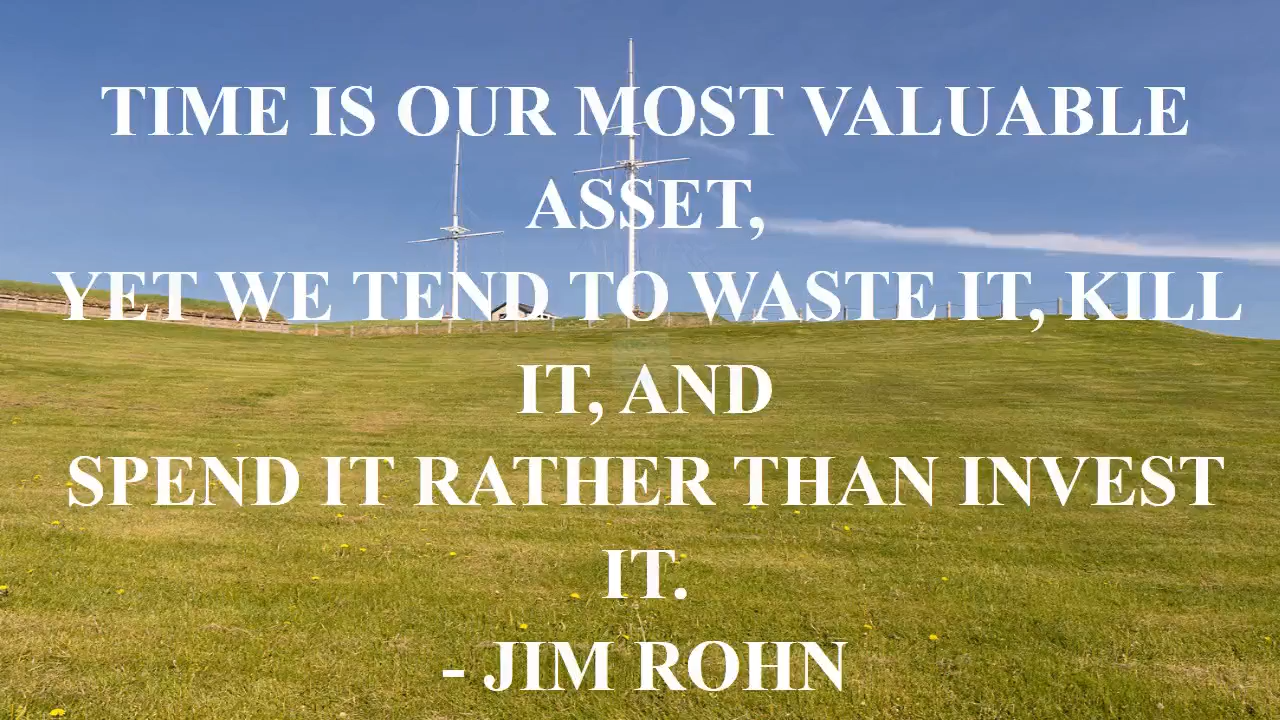 TIME IS OUR MOST VALUABLE
ASSET,
YET WE TEND TO WASTE IT, KILL
IT, AND
SPEND IT RATHER THAN INVEST
IT.
- JIM ROHN